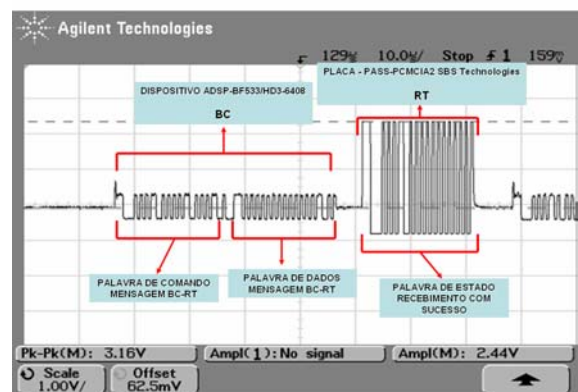 Agilent Technologies
129▽ 10.0▽/ Stop 1 159▽
DISPOSITIVO ADSP-BF533/HD3-6408
BC
PLACA - PASS-PCMCIA2 SBS Technologies
RT
PALAVRA DE COMANDO
MENSAGEM BC-RT
PALAVRA DE DADOS
MENSAGEM BC-RT
PALAVRA DE ESTADO
RECEBIMENTO COM
SUCESSO
Pk-Pk(M): 3.16V
Ampl(1): No signal
Ampl(M): 2.44V
Scale
1.00V/
Offset
62.5mV